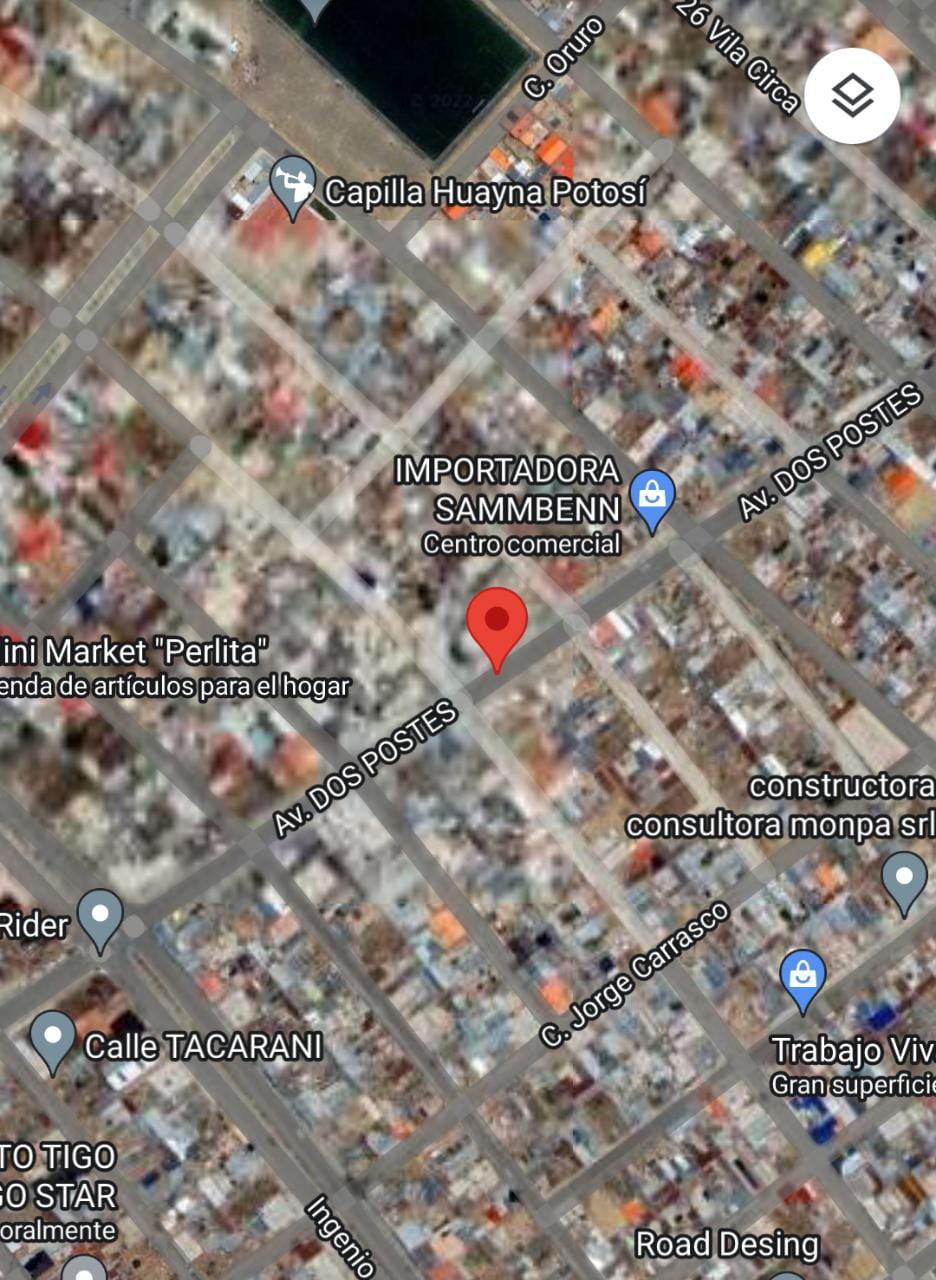 C. Oruro
26 Vila Circa
© 2022
Capilla Huayna Potosí
Av. DOS POSTES
IMPORTADORA
SAMMBENN
Centro comercial
ini Market "Perlita"
enda de artículos para el hogar
Av. DOS POSTES
constructora
consultora monpa srl
Rider
C. Jorge Carrasco
Calle TACARANI
Trabajo Viv
Gran superficie
TO TIGO
GO STAR
oralmente
Ingenio
Road Desing